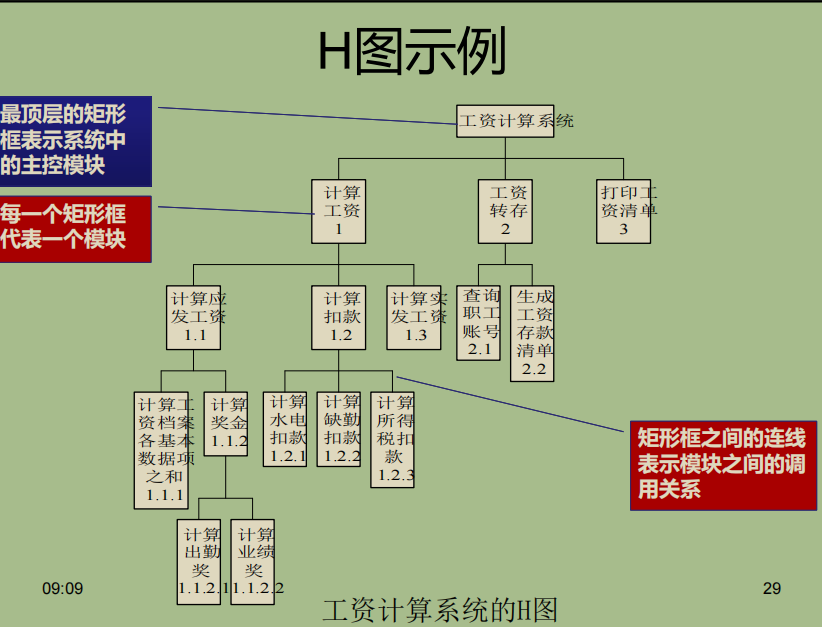 H图示例
最顶层的矩形
框表示系统中
的主控模块
工资计算系统
每一个矩形框
代表一个模块
计算
工资
1
工资
转存
2
打印工
资清单
3
计算应
发工资
1.1
计算
扣款
1.2
计算实
发工资
1.3
查询
职工
账号
2.1
生成
工资
存款
清单
2.2
计算工
资档案
各基本
数据项
之和
1.1.1
计算
奖金
1.1.2
计算
水电
扣款
1.2.1
计算
缺勤
扣款
1.2.2
计算
所得
税扣
款
1.2.3
矩形框之间的连线
表示模块之间的调
用关系
计算
出勤
奖
1.1.2.1
计算
业绩
奖
1.1.2.2
09:09
工资计算系统的H图
29